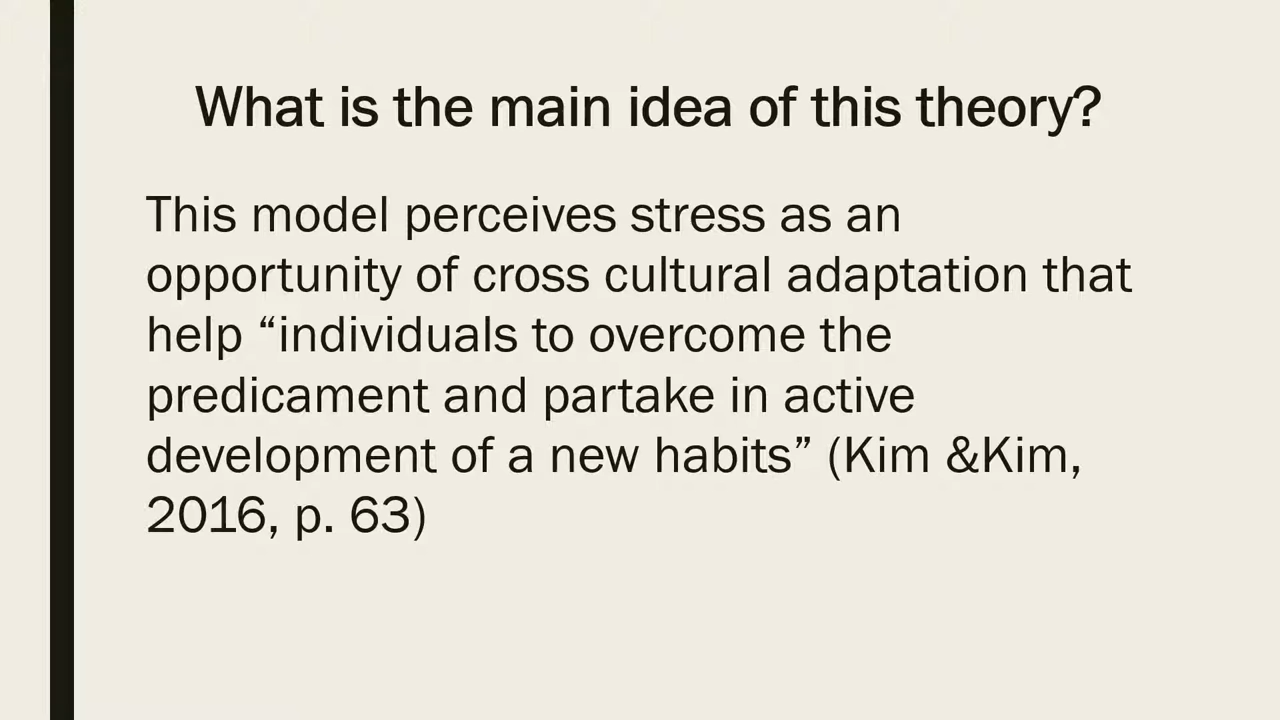 What is the main idea of this theory?
This model perceives stress as an
opportunity of cross cultural adaptation that
help “individuals to overcome the
predicament and partake in active
development of a new habits” (Kim &Kim,
2016, p. 63)